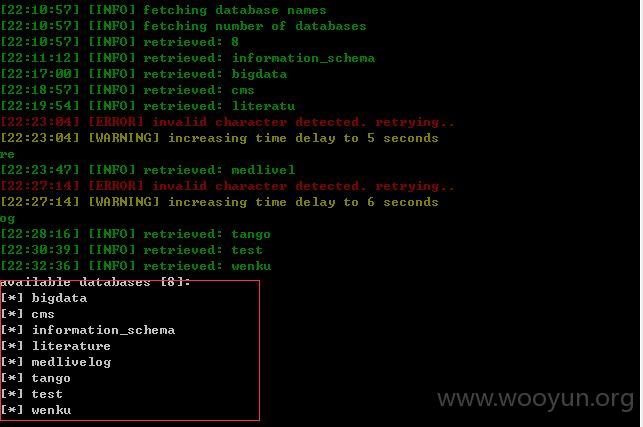 [22:10:57] [INFO] fetching database names
[22:10:57] [INFO] fetching number of databases
[22:10:57] [INFO] retrieved: 8
[22:11:12] [INFO] retrieved: information_schema
[22:17:00] [INFO] retrieved: bigdata
[22:18:57] [INFO] retrieved: cms
[22:19:54] [INFO] retrieved: literatu
[22:23:04] [ERROR] invalid character detected. retrying..
[22:23:04] [WARNING] increasing time delay to 5 seconds
re
[22:23:47] [INFO] retrieved: medlivel
[22:27:14] [ERROR] invalid character detected. retrying..
[22:27:14] [WARNING] increasing time delay to 6 seconds
og
[22:28:16] [INFO] retrieved: tango
[22:30:39] [INFO] retrieved: test
[22:32:36] [INFO] retrieved: wenku
available databases [8]:
[*] bigdata
[*] cms
[*] information_schema
[*] literature
[*] medlivelog
[*] tango
[*] test
[*] wenku
www.wooyun.org